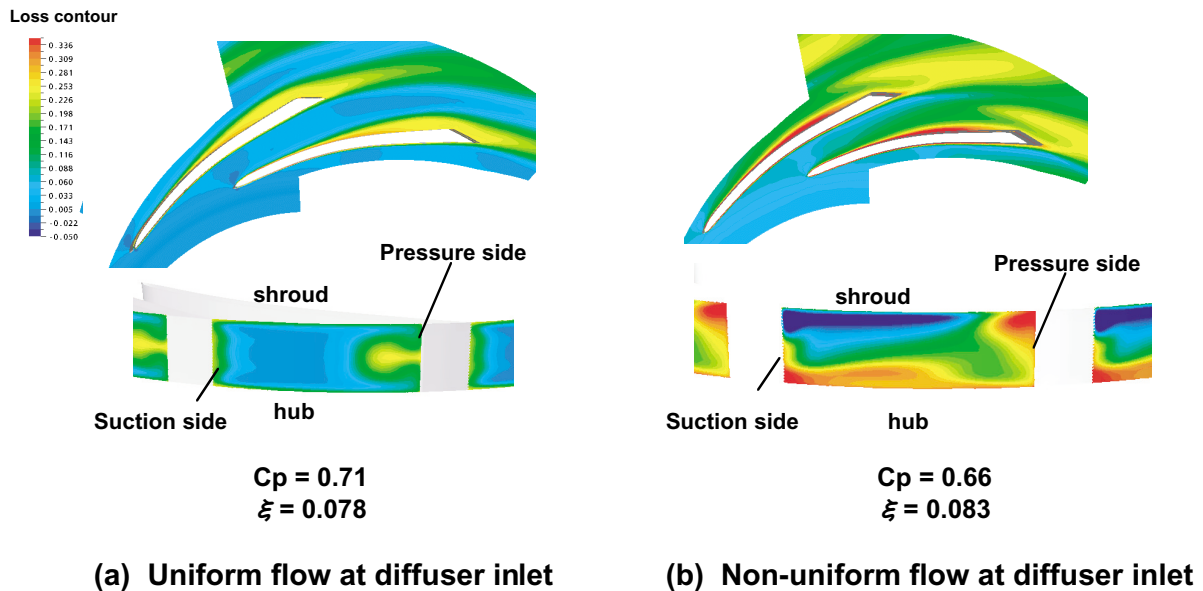 Loss contour
0.336
0.309
0.281
0.253
0.226
0.198
0.171
0.143
0.116
0.088
0.060
0.033
0.005
-0.022
-0.050
Pressure side
shroud
Suction side
hub
Cp = 0.71
ξ = 0.078
(a) Uniform flow at diffuser inlet
Pressure side
shroud
Suction side
hub
Cp = 0.66
ξ = 0.083
(b) Non-uniform flow at diffuser inlet